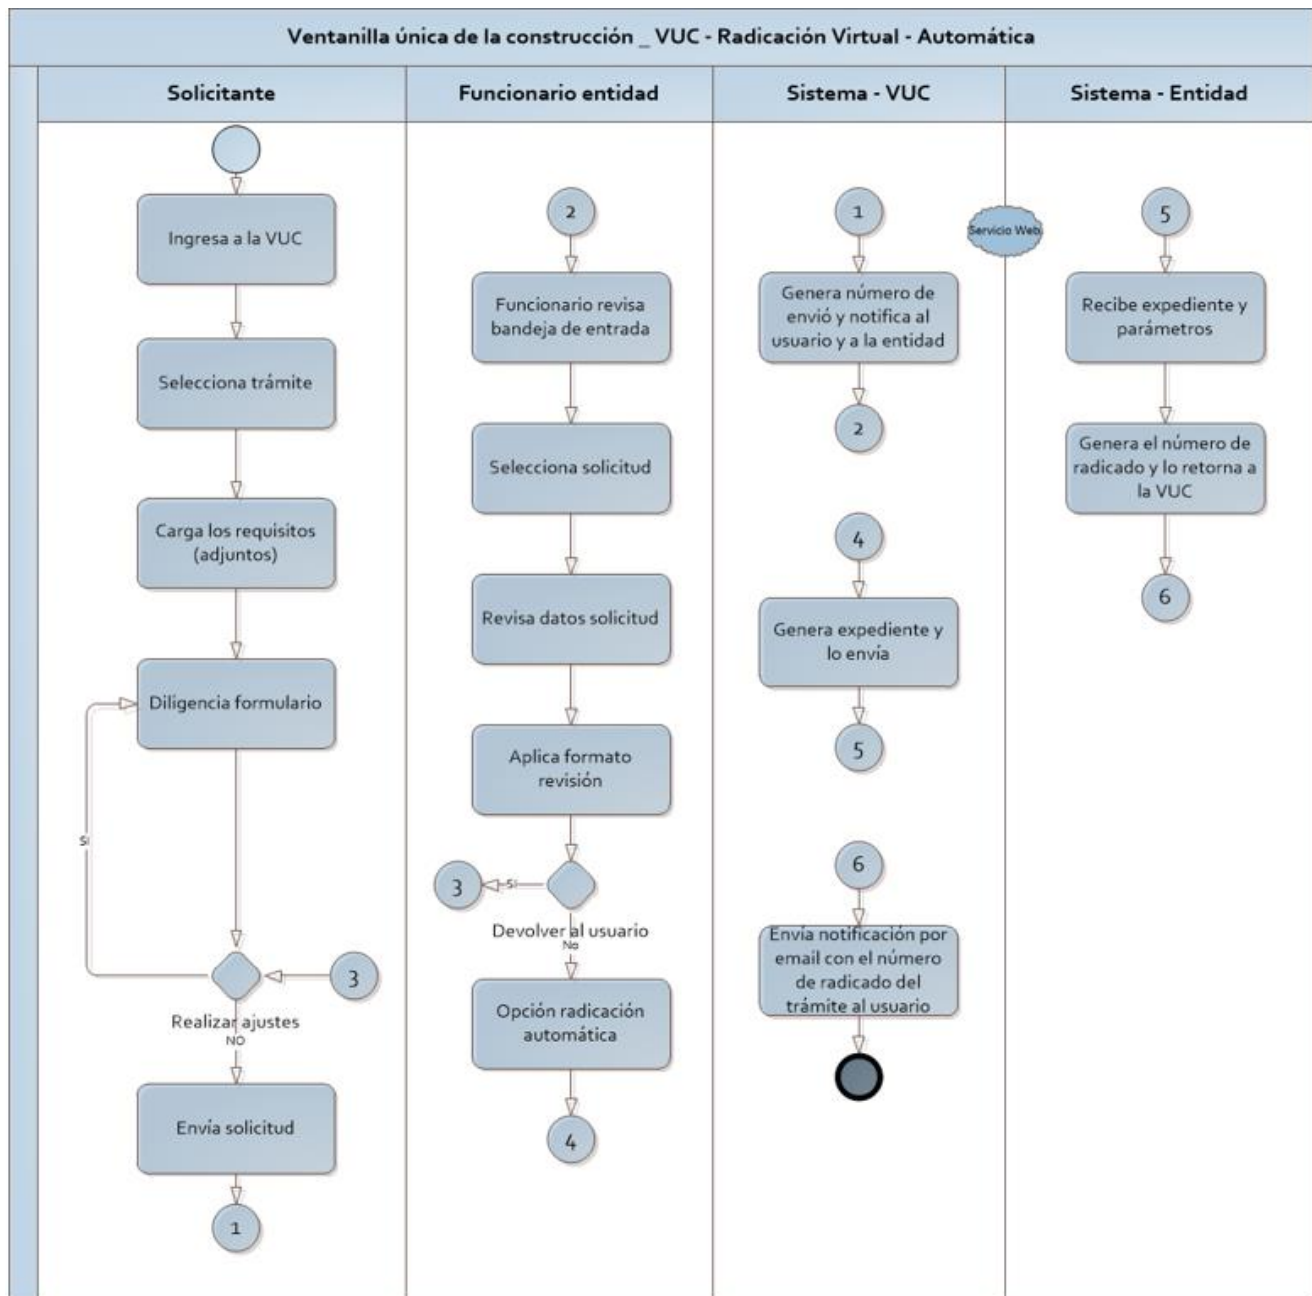 Ventanilla única de la construcción _ VUC - Radicación Virtual - Automática
Solicitante
Funcionario entidad
Sistema - VUC
Sistema - Entidad
Ingresa a la VUC
Selecciona trámite
Carga los requisitos
(adjuntos)
Diligencia formulario
SI
3
Realizar ajustes
NO
Envía solicitud
1
2
Funcionario revisa
bandeja de entrada
Selecciona solicitud
Revisa datos solicitud
Aplica formato
revisión
3
SI
Devolver al usuario
No
Opción radicación
automática
4
1
Genera número de
envió y notifica al
usuario y a la entidad
2
4
Genera expediente y
lo envía
5
6
Envía notificación por
email con el número
de radicado del
trámite al usuario
Servicio Web
5
Recibe expediente y
parámetros
Genera el número de
radicado y lo retorna a
la VUC
6